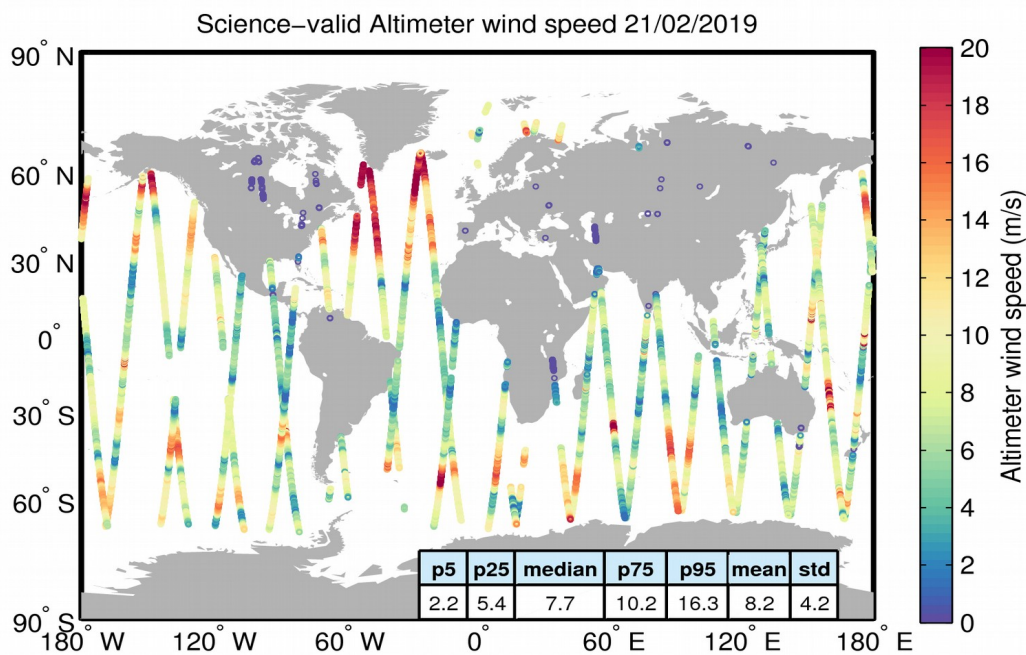 Science−valid Altimeter wind speed 21/02/2019
90° N
60° N
30° N
0°
30° S
60° S
90° S
180° W
120° W
60° W
0°
60° E
120° E
180° E
p5 p25 median p75 p95 mean std
2.2 5.4 7.7 10.2 16.3 8.2 4.2
20
18
16
14
12
10
8
6
4
2
0
Altimeter wind speed (m/s)